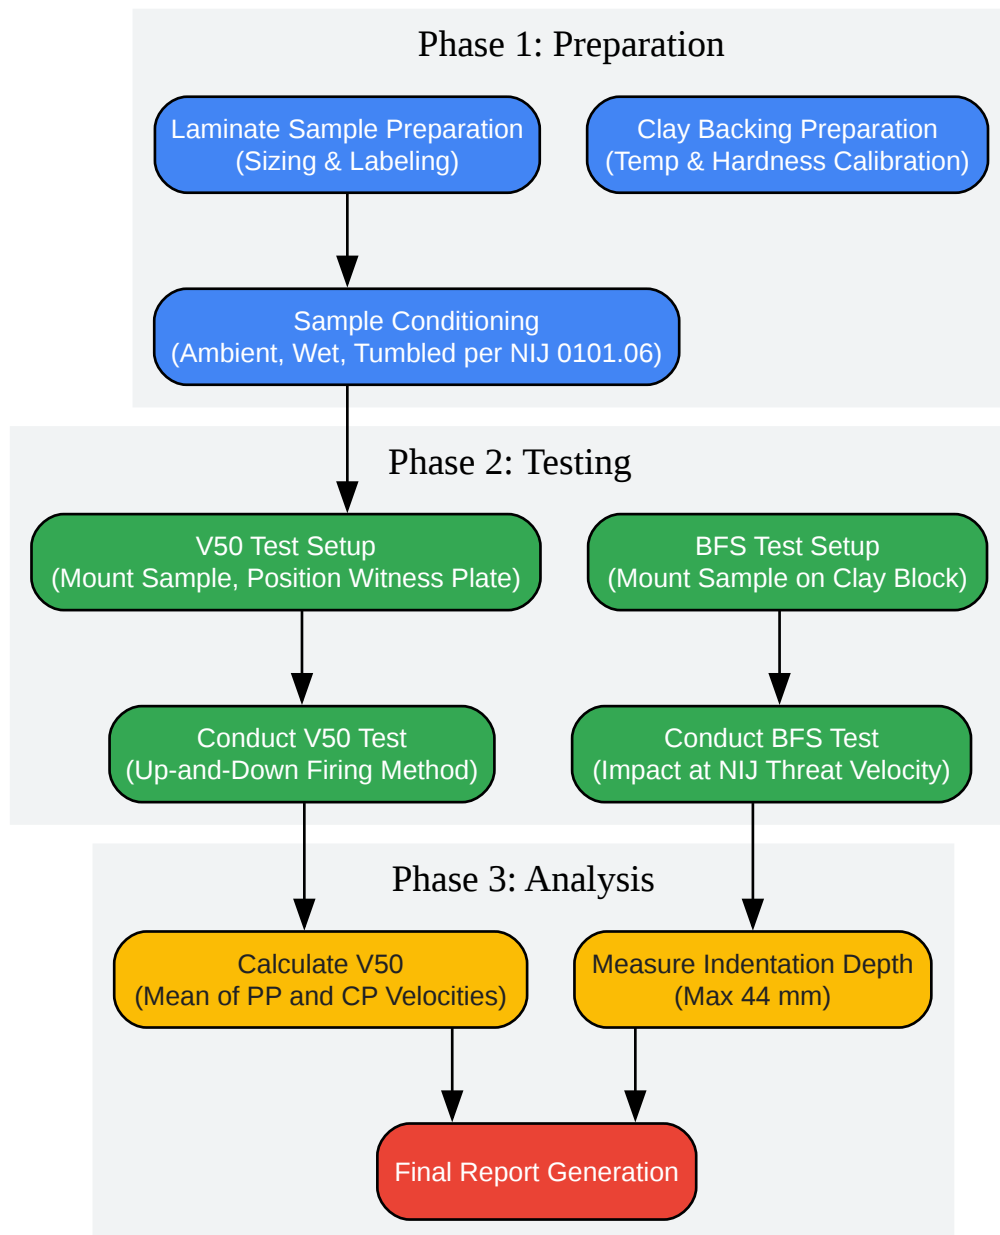 Phase 1: Preparation
Laminate Sample Preparation
(Sizing & Labeling)
Clay Backing Preparation
(Temp & Hardness Calibration)
Sample Conditioning
(Ambient, Wet, Tumbled per NIJ 0101.06)
Phase 2: Testing
V50 Test Setup
(Mount Sample, Position Witness Plate)
BFS Test Setup
(Mount Sample on Clay Block)
Conduct V50 Test
(Up-and-Down Firing Method)
Conduct BFS Test
(Impact at NIJ Threat Velocity)
Phase 3: Analysis
Calculate V50
(Mean of PP and CP Velocities)
Measure Indentation Depth
(Max 44 mm)
Final Report Generation